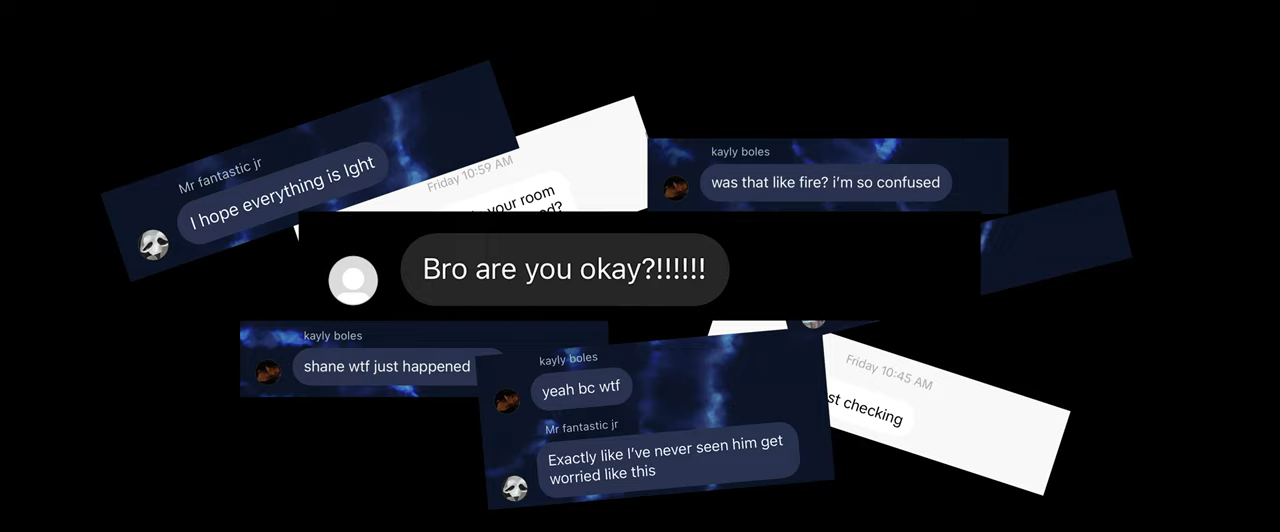 Mr fantastic jr
I hope everything is Ight
Friday 10:59 AM
your room
kayly boles
was that like fire? i’m so confused
Bro are you okay?!!!!!!
kayly boles
shane wtf just happened
kayly boles
yeah bc wtf
Mr fantastic jr
Exactly like I’ve never seen him get
worried like this
Friday 10:45 AM
checking